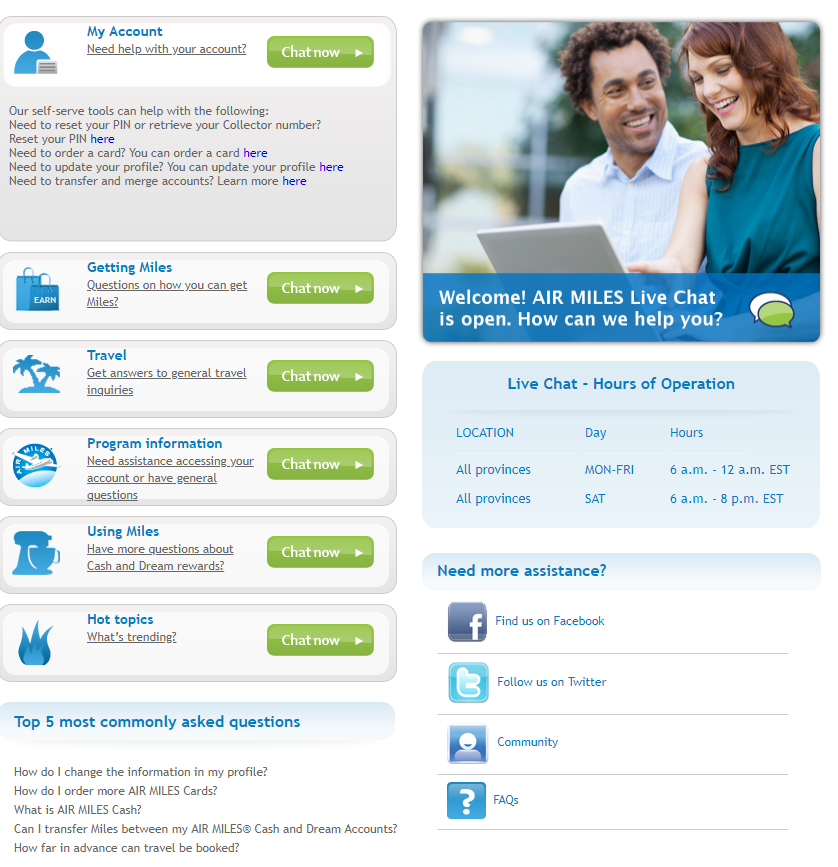 My Account
Need help with your account?
Chat now
Our self-serve tools can help with the following:
Need to reset your PIN or retrieve your Collector number?
Reset your PIN here
Need to order a card? You can order a card here
Need to update your profile? You can update your profile here
Need to transfer and merge accounts? Learn more here
EARN
Getting Miles
Questions on how you can get
Miles?
Chat now
Travel
Get answers to general travel
inquiries
Chat now
AIR MILES
Program information
Need assistance accessing your
account or have general
questions
Chat now
Using Miles
Have more questions about
Cash and Dream rewards?
Chat now
Hot topics
What's trending?
Chat now
Top 5 most commonly asked questions
How do I change the information in my profile?
How do I order more AIR MILES Cards?
What is AIR MILES Cash?
Can I transfer Miles between my AIR MILES® Cash and Dream Accounts?
How far in advance can travel be booked?
Welcome! AIR MILES Live Chat
is open. How can we help you?
Live Chat - Hours of Operation
LOCATION Day Hours
All provinces MON-FRI 6 a.m. - 12 a.m. EST
All provinces SAT 6 a.m. - 8 p.m. EST
Need more assistance?
f Find us on Facebook
t Follow us on Twitter
Community
? FAQs